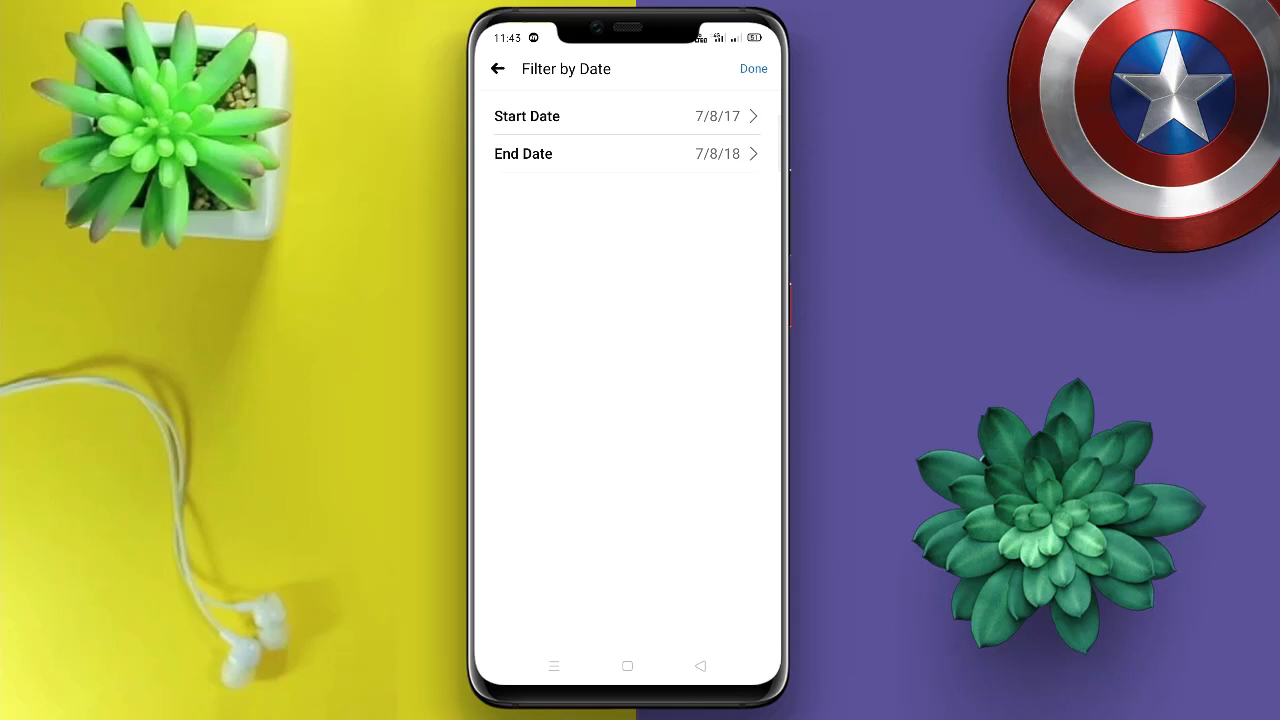 11:43
Filter by Date
Done
Start Date 7/8/17
End Date 7/8/18